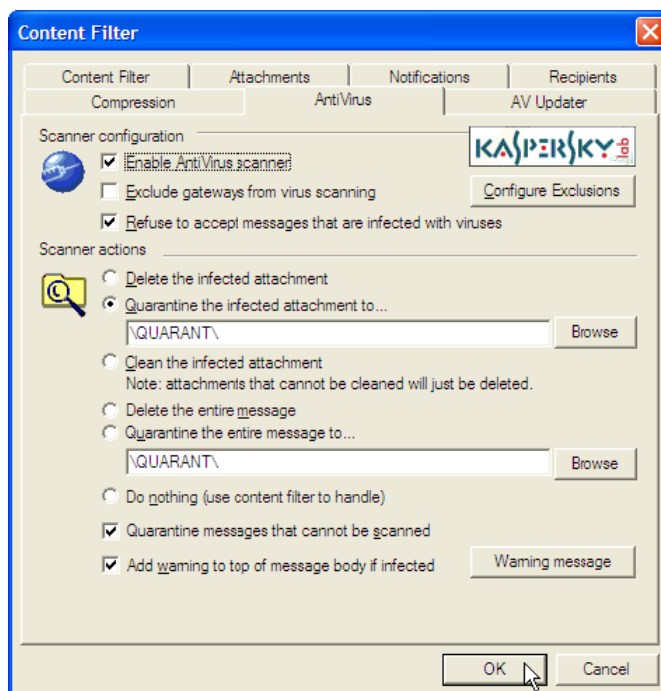 Content Filter
Content Filter
Attachments
Notifications
Recipients
Compression
AntiVirus
AV Updater
Scanner configuration
KASPERSKY lab
Enable AntiVirus scanner
Exclude gateways from virus scanning
Configure Exclusions
Refuse to accept messages that are infected with viruses
Scanner actions
Delete the infected attachment
Quarantine the infected attachment to...
\QUARANT\
Browse
Clean the infected attachment
Note: attachments that cannot be cleaned will just be deleted.
Delete the entire message
Quarantine the entire message to...
\QUARANT\
Browse
Do nothing (use content filter to handle)
Quarantine messages that cannot be scanned
Add warning to top of message body if infected
Warning message
OK
Cancel